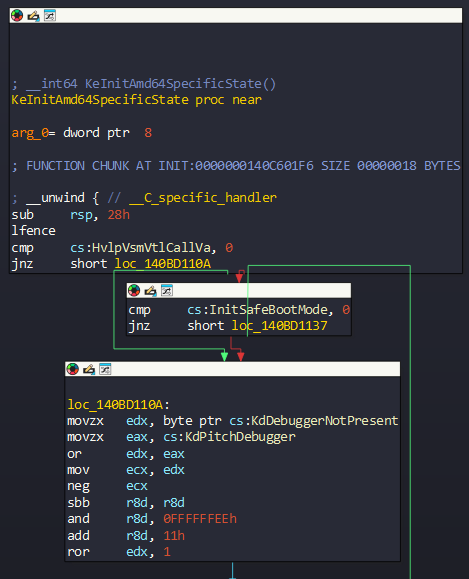 ; __int64 KeInitAmd64SpecificState()
KeInitAmd64SpecificState proc near
arg_0= dword ptr  8
; FUNCTION CHUNK AT INIT:0000000140C601F6 SIZE 00000018 BYTES
; __unwind { // __C_specific_handler
sub     rsp, 28h
lfence
cmp     cs:HvlpVsmVtlCallVa, 0
jnz     short loc_140BD110A
cmp     cs:InitSafeBootMode, 0
jnz     short loc_140BD1137
loc_140BD110A:
movzx   edx, byte ptr cs:KdDebuggerNotPresent
movzx   eax, cs:KdPitchDebugger
or      edx, eax
mov     ecx, edx
neg     ecx
sbb     r8d, r8d
and     r8d, 0FFFFFFEEh
add     r8d, 11h
ror     edx, 1